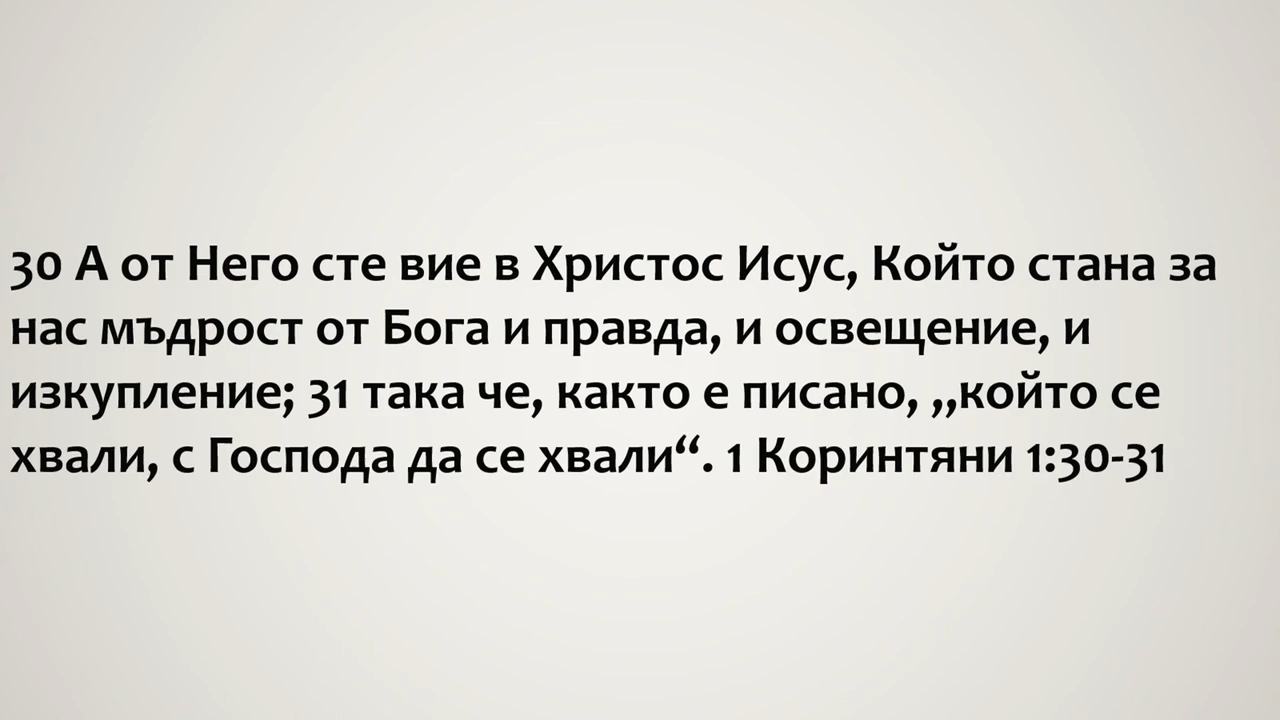 30 А от Него сте вие в Христос Исус, Който стана за
нас мъдрост от Бога и правда, и освещение, и
изкупление; 31 така че, както е писано, ,,който се
хвали, с Господа да се хвали“. 1 Коринтяни 1:30-31